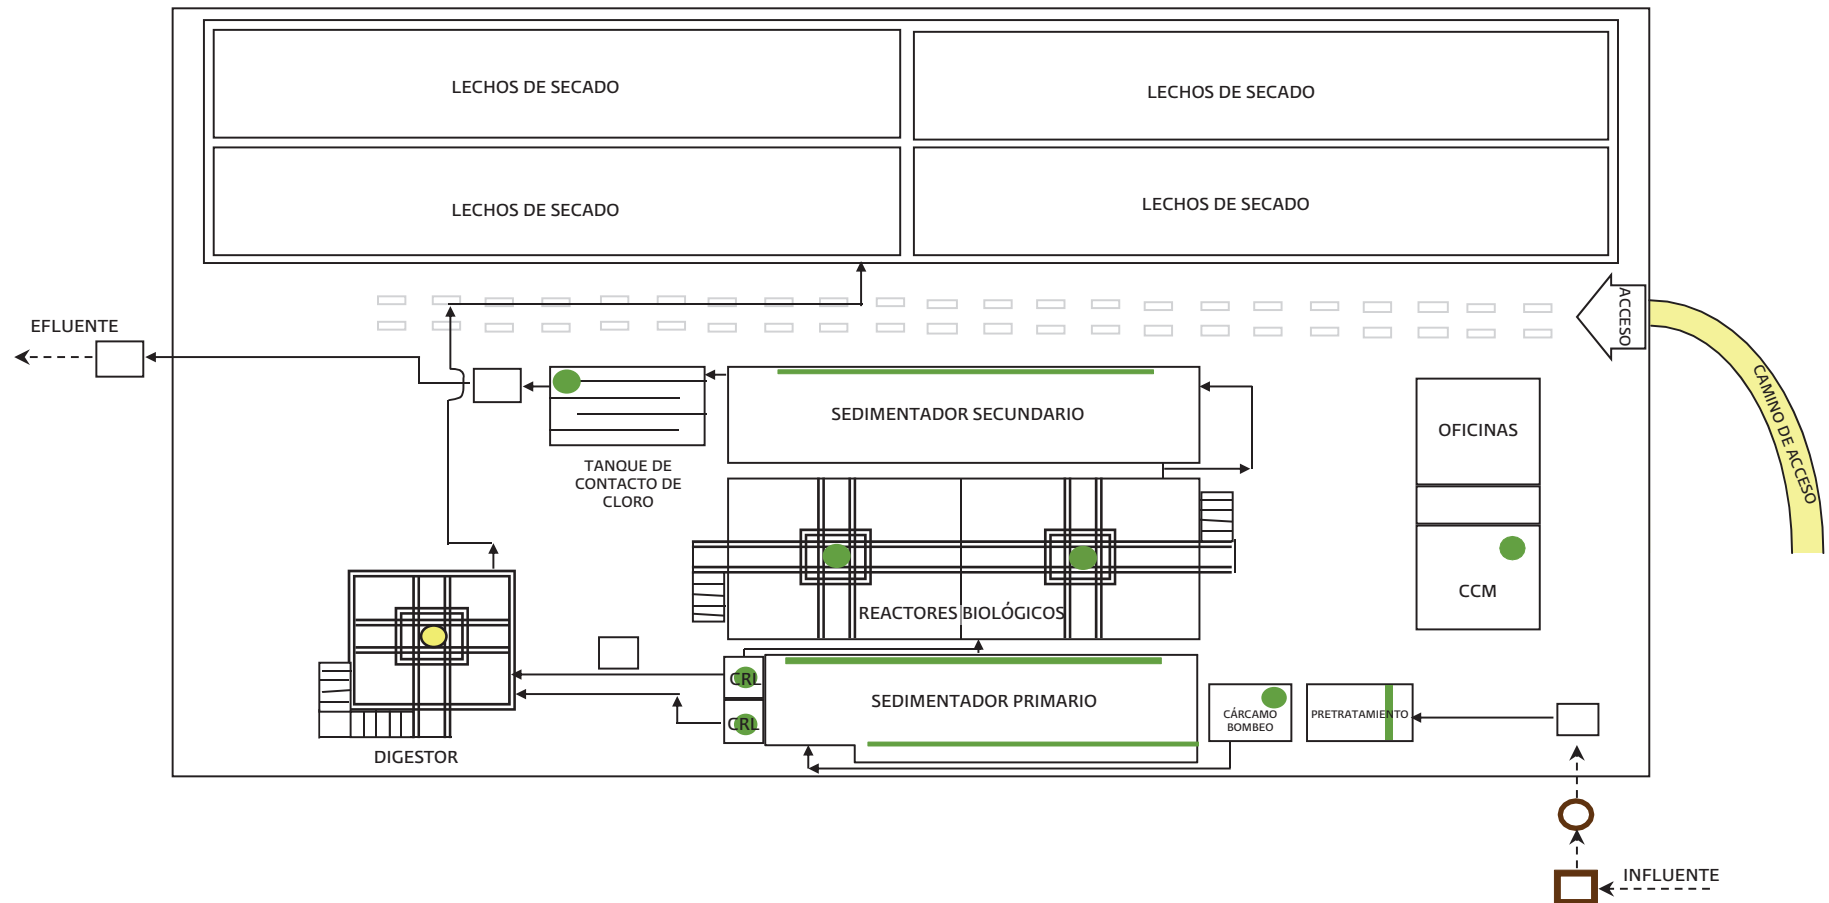 LECHOS DE SECADO
LECHOS DE SECADO
LECHOS DE SECADO
LECHOS DE SECADO
EFLUENTE
ACCESO
CAMINO DE ACCESO
SEDIMENTADOR SECUNDARIO
OFICINAS
TANQUE DE
CONTACTO DE
CLORO
CCM
REACTORES BIOLÓGICOS
CRL
SEDIMENTADOR PRIMARIO
CRL
CÁRCAMO
BOMBEO
PRETRATAMIENTO
DIGESTOR
INFLUENTE